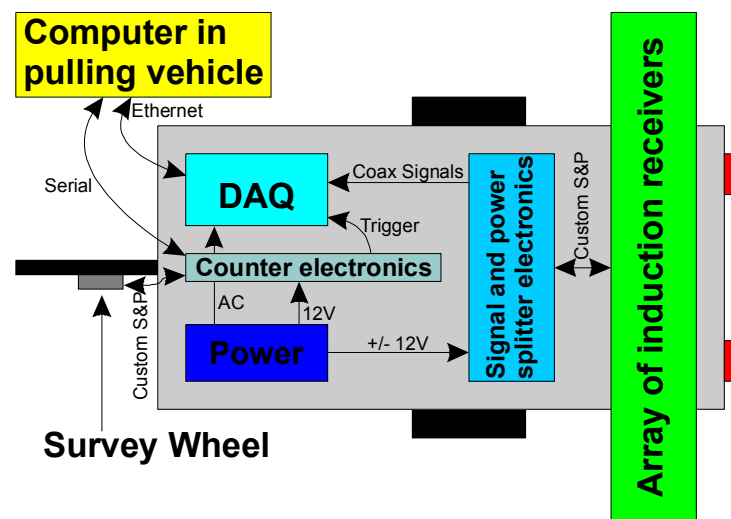 Computer in
pulling vehicle
Ethernet
Serial
DAQ
Coax Signals
Trigger
Counter electronics
Custom S&P
AC
12V
Power
+/- 12V
Signal and power
splitter electronics
Custom S&P
Array of induction receivers
Survey Wheel